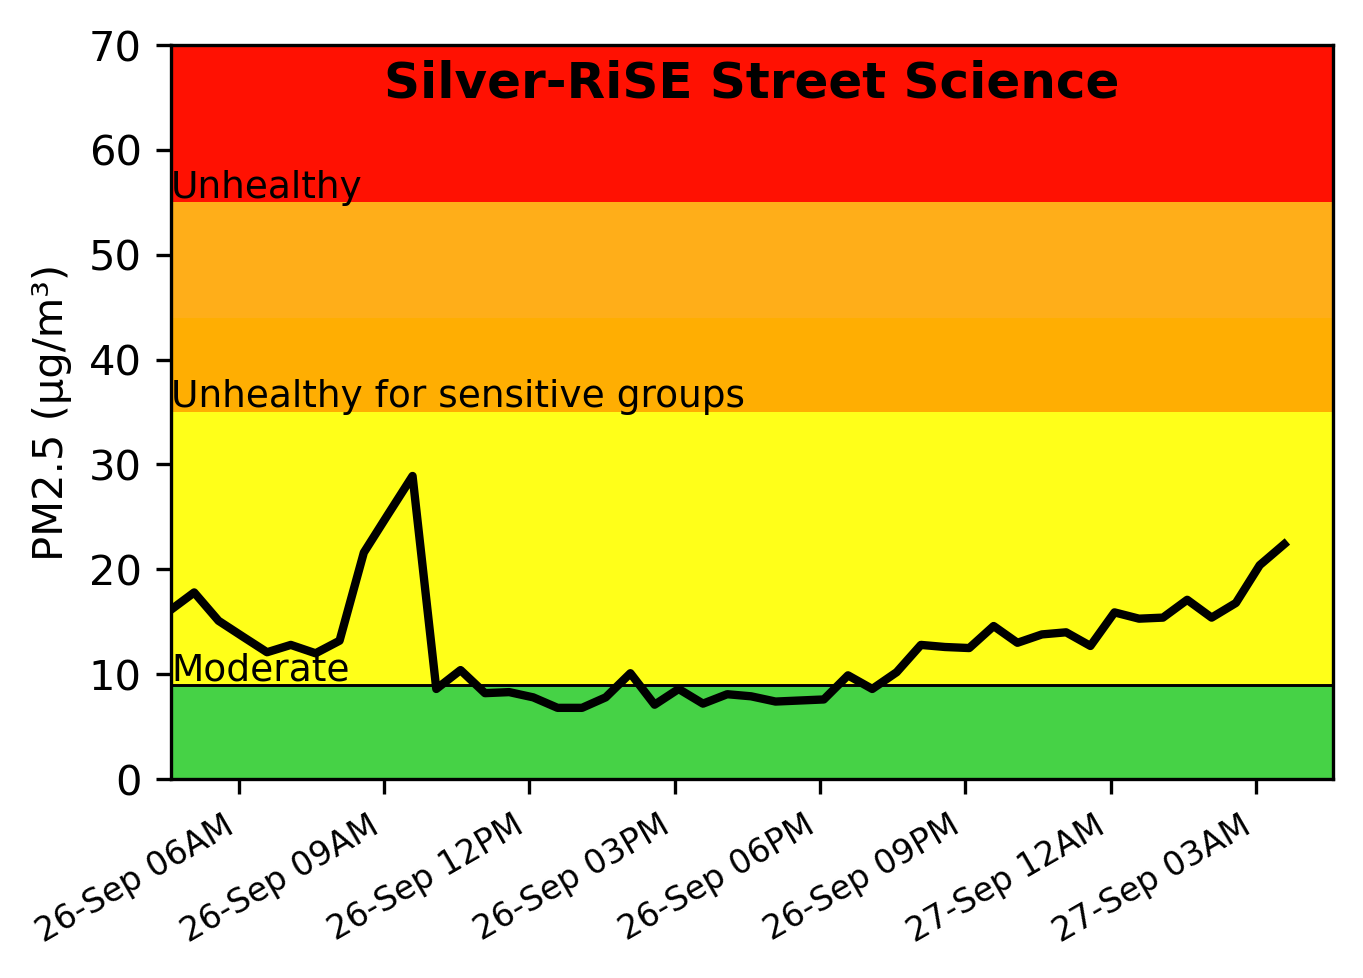 Silver-RiSE Street Science
PM2.5 (µg/m³)
70
60
Unhealthy
50
40
Unhealthy for sensitive groups
30
20
10
Moderate
0
26-Sep 06AM
26-Sep 09AM
26-Sep 12PM
26-Sep 03PM
26-Sep 06PM
26-Sep 09PM
27-Sep 12AM
27-Sep 03AM